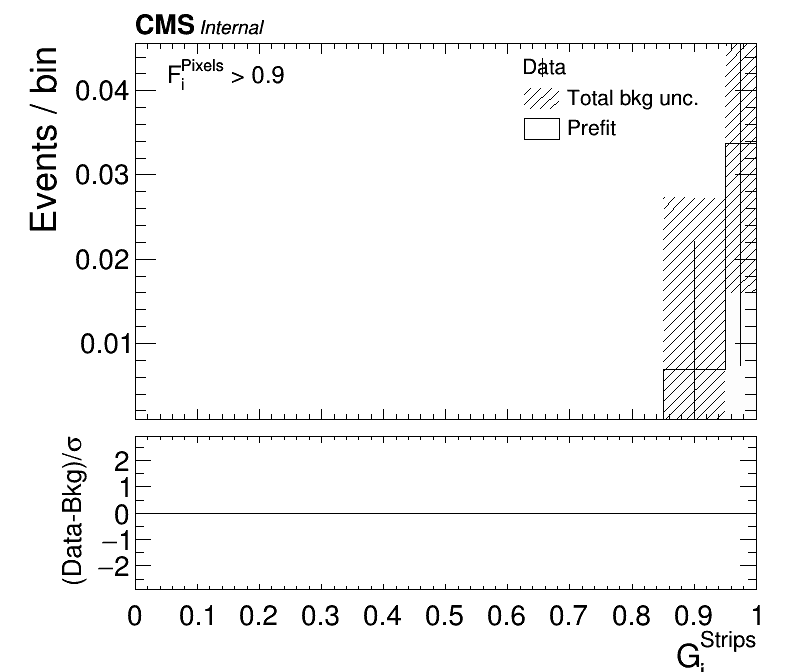 CMS Internal
Events / bin
F_i^Pixels > 0.9
Data
Total bkg unc.
Prefit
0.04
0.03
0.02
0.01
(Data-Bkg)/σ
2
1
0
−1
−2
0 0.1 0.2 0.3 0.4 0.5 0.6 0.7 0.8 0.9 1
G_i^Strips